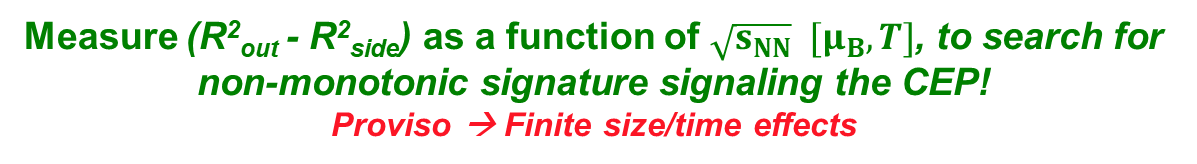 Measure (R²out - R²side) as a function of √sNN [μB, T], to search for
non-monotonic signature signaling the CEP!
Proviso → Finite size/time effects